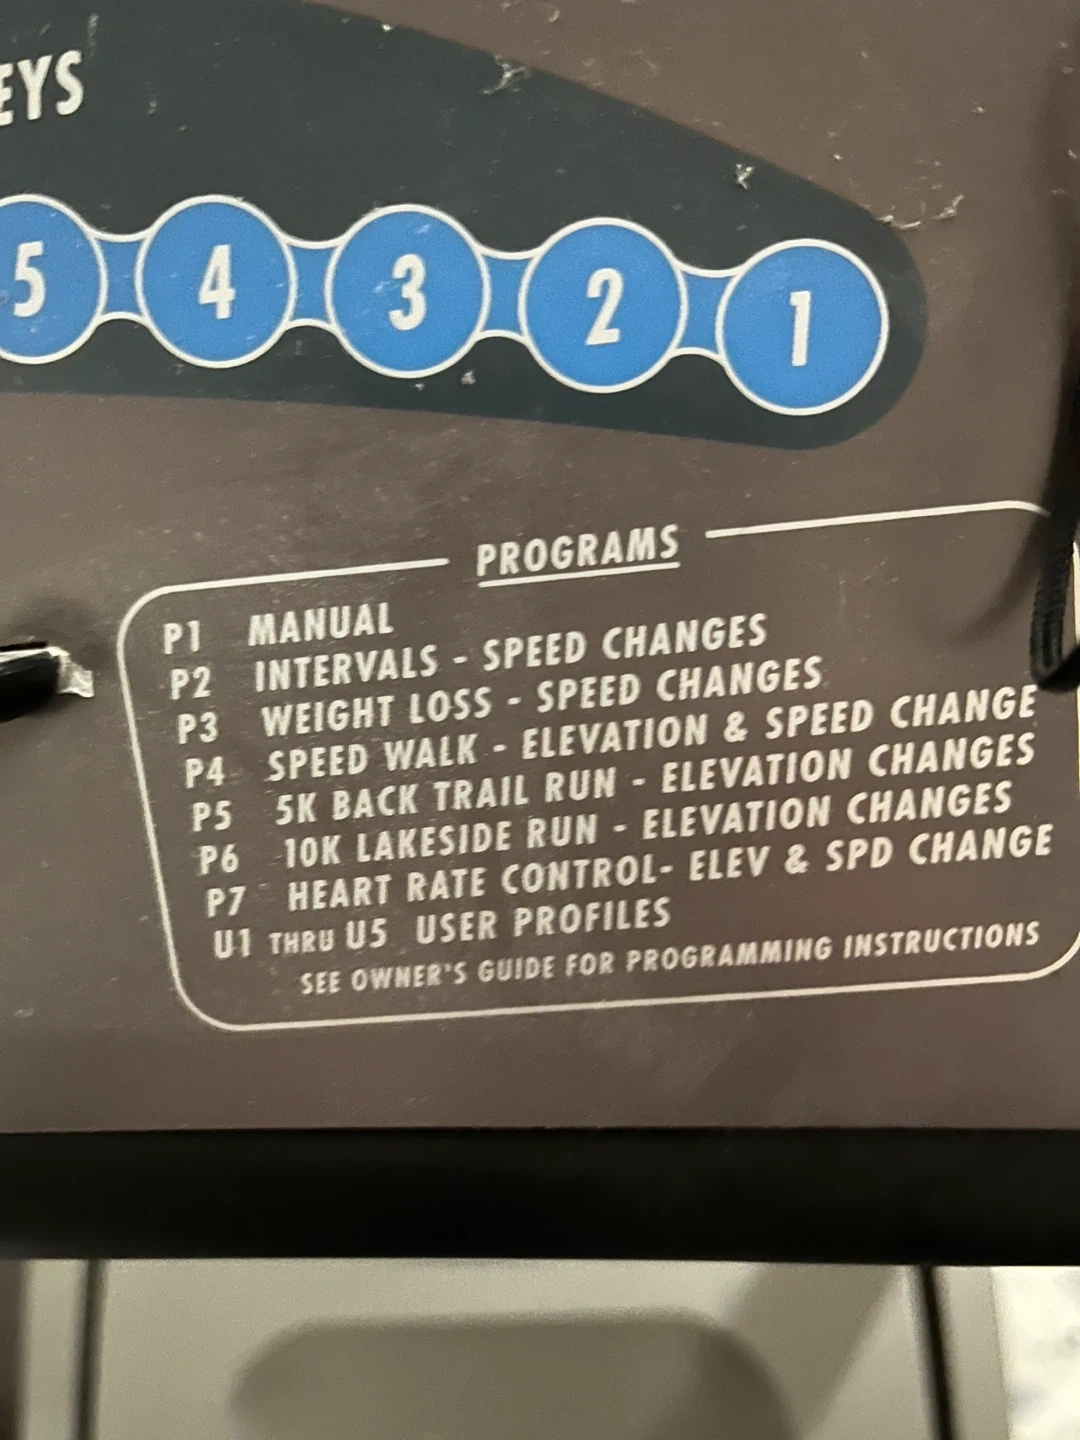 EYS
5 4 3 2 1
PROGRAMS
P1 MANUAL
P2 INTERVALS - SPEED CHANGES
P3 WEIGHT LOSS - SPEED CHANGES
P4 SPEED WALK - ELEVATION & SPEED CHANGE
P5 5K BACK TRAIL RUN - ELEVATION CHANGES
P6 10K LAKESIDE RUN - ELEVATION CHANGES
P7 HEART RATE CONTROL- ELEV & SPD CHANGE
U1 THRU U5 USER PROFILES
SEE OWNER'S GUIDE FOR PROGRAMMING INSTRUCTIONS